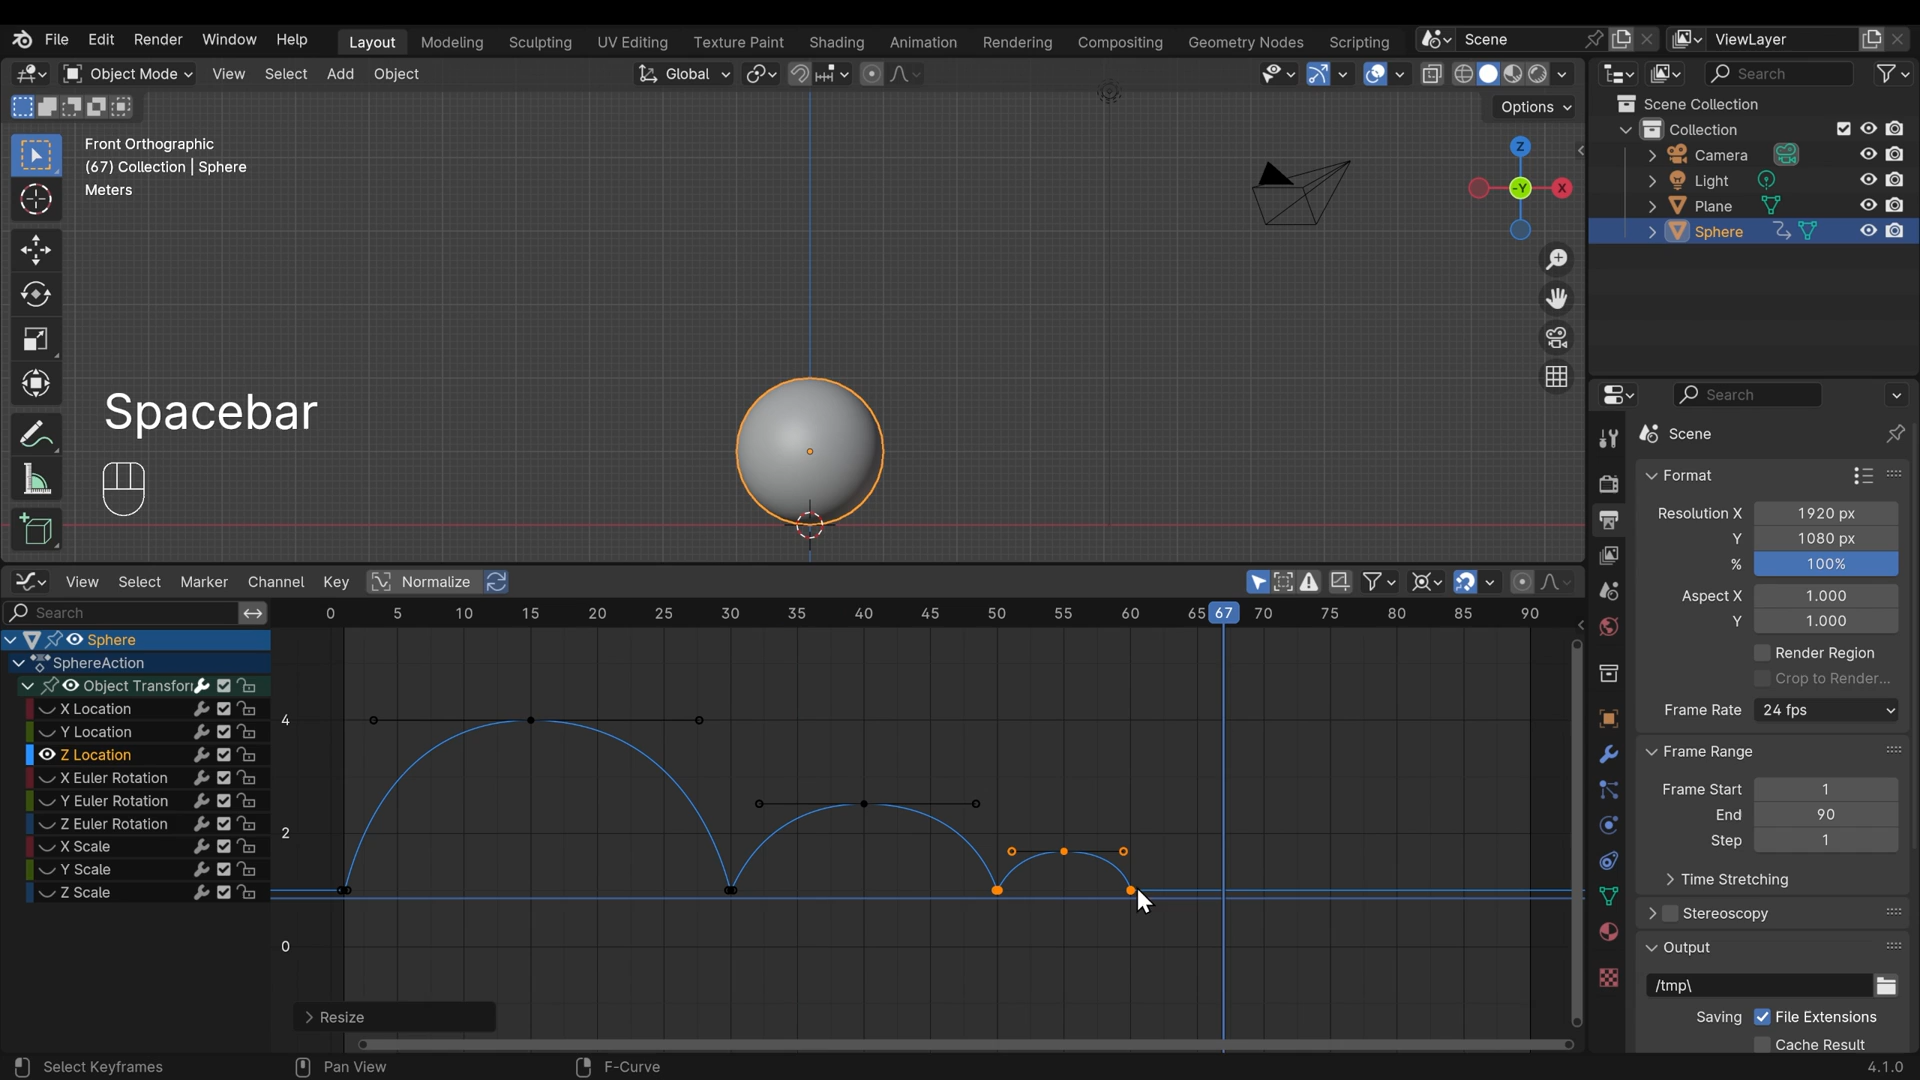 File Edit Render Window Help Layout Modeling Sculpting UV Editing Texture Paint Shading Animation Rendering Compositing Geometry Nodes Scripting Scene ViewLayer
Object Mode View Select Add Object Global Search
Options
Scene Collection
Collection
Camera
Light
Plane
Sphere
Front Orthographic
(67) Collection | Sphere
Meters
Z
-Y
X
Spacebar
Search
Scene
Format
Resolution X 1920 px
Y 1080 px
% 100%
Aspect X 1.000
Y 1.000
Render Region
Crop to Render...
Frame Rate 24 fps
Frame Range
Frame Start 1
End 90
Step 1
Time Stretching
Stereoscopy
Output
/tmp\
Saving File Extensions
Cache Result
View Select Marker Channel Key Normalize
Search
0 5 10 15 20 25 30 35 40 45 50 55 60 65 67 70 75 80 85 90
Sphere
SphereAction
Object Transfor
X Location
Y Location
Z Location
X Euler Rotation
Y Euler Rotation
Z Euler Rotation
X Scale
Y Scale
Z Scale
4
2
0
Resize
Select Keyframes Pan View F-Curve 4.1.0